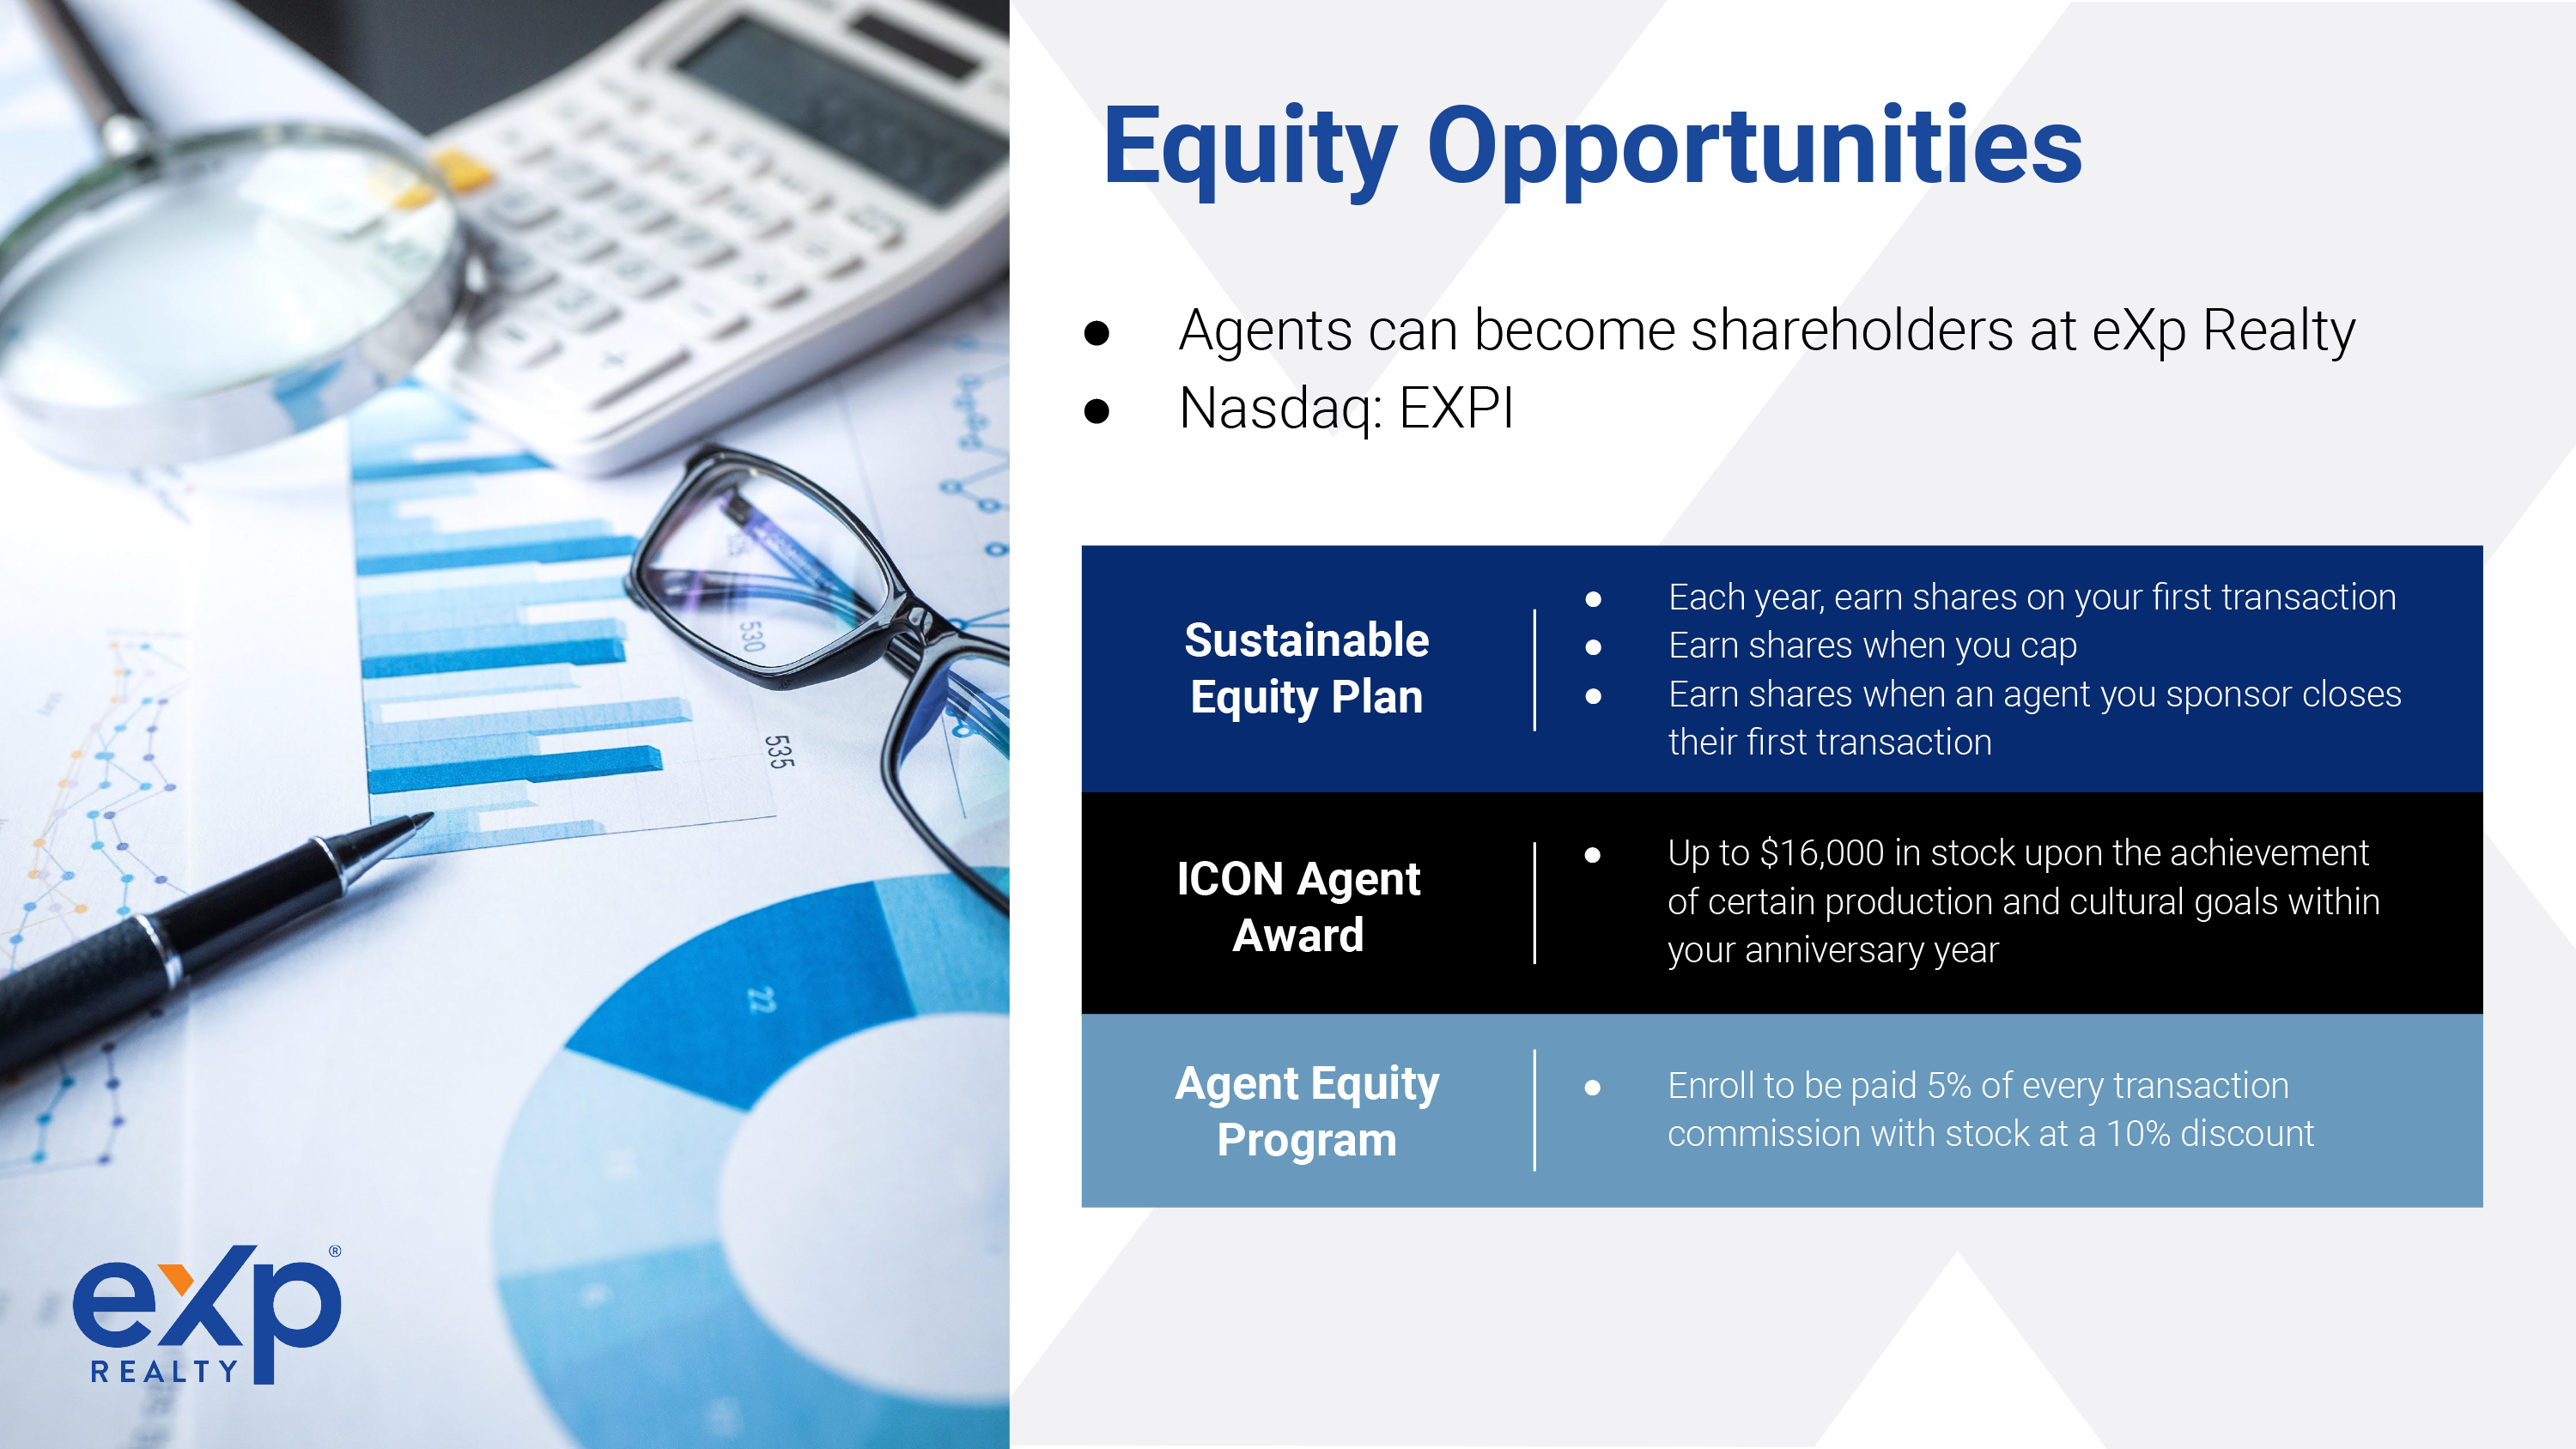 Equity Opportunities
● Agents can become shareholders at eXp Realty
● Nasdaq: EXPI
Sustainable
Equity Plan
● Each year, earn shares on your first transaction
● Earn shares when you cap
● Earn shares when an agent you sponsor closes
their first transaction
ICON Agent
Award
● Up to $16,000 in stock upon the achievement
of certain production and cultural goals within
your anniversary year
Agent Equity
Program
● Enroll to be paid 5% of every transaction
commission with stock at a 10% discount
530
535
22
eXp®
REALTY